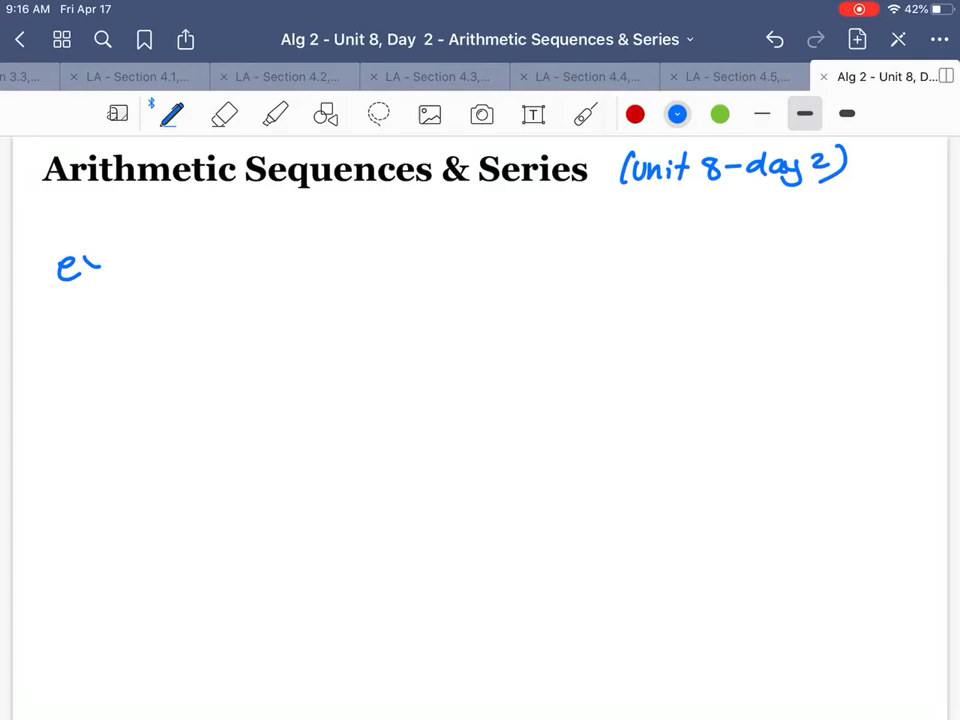 9:16 AM Fri Apr 17
42%
Alg 2 - Unit 8, Day 2 - Arithmetic Sequences & Series
n 3.3,...
LA - Section 4.1,...
LA - Section 4.2,...
LA - Section 4.3,...
LA - Section 4.4,...
LA - Section 4.5,...
Alg 2 - Unit 8, D...
T
Arithmetic Sequences & Series (Unit 8-day 2)